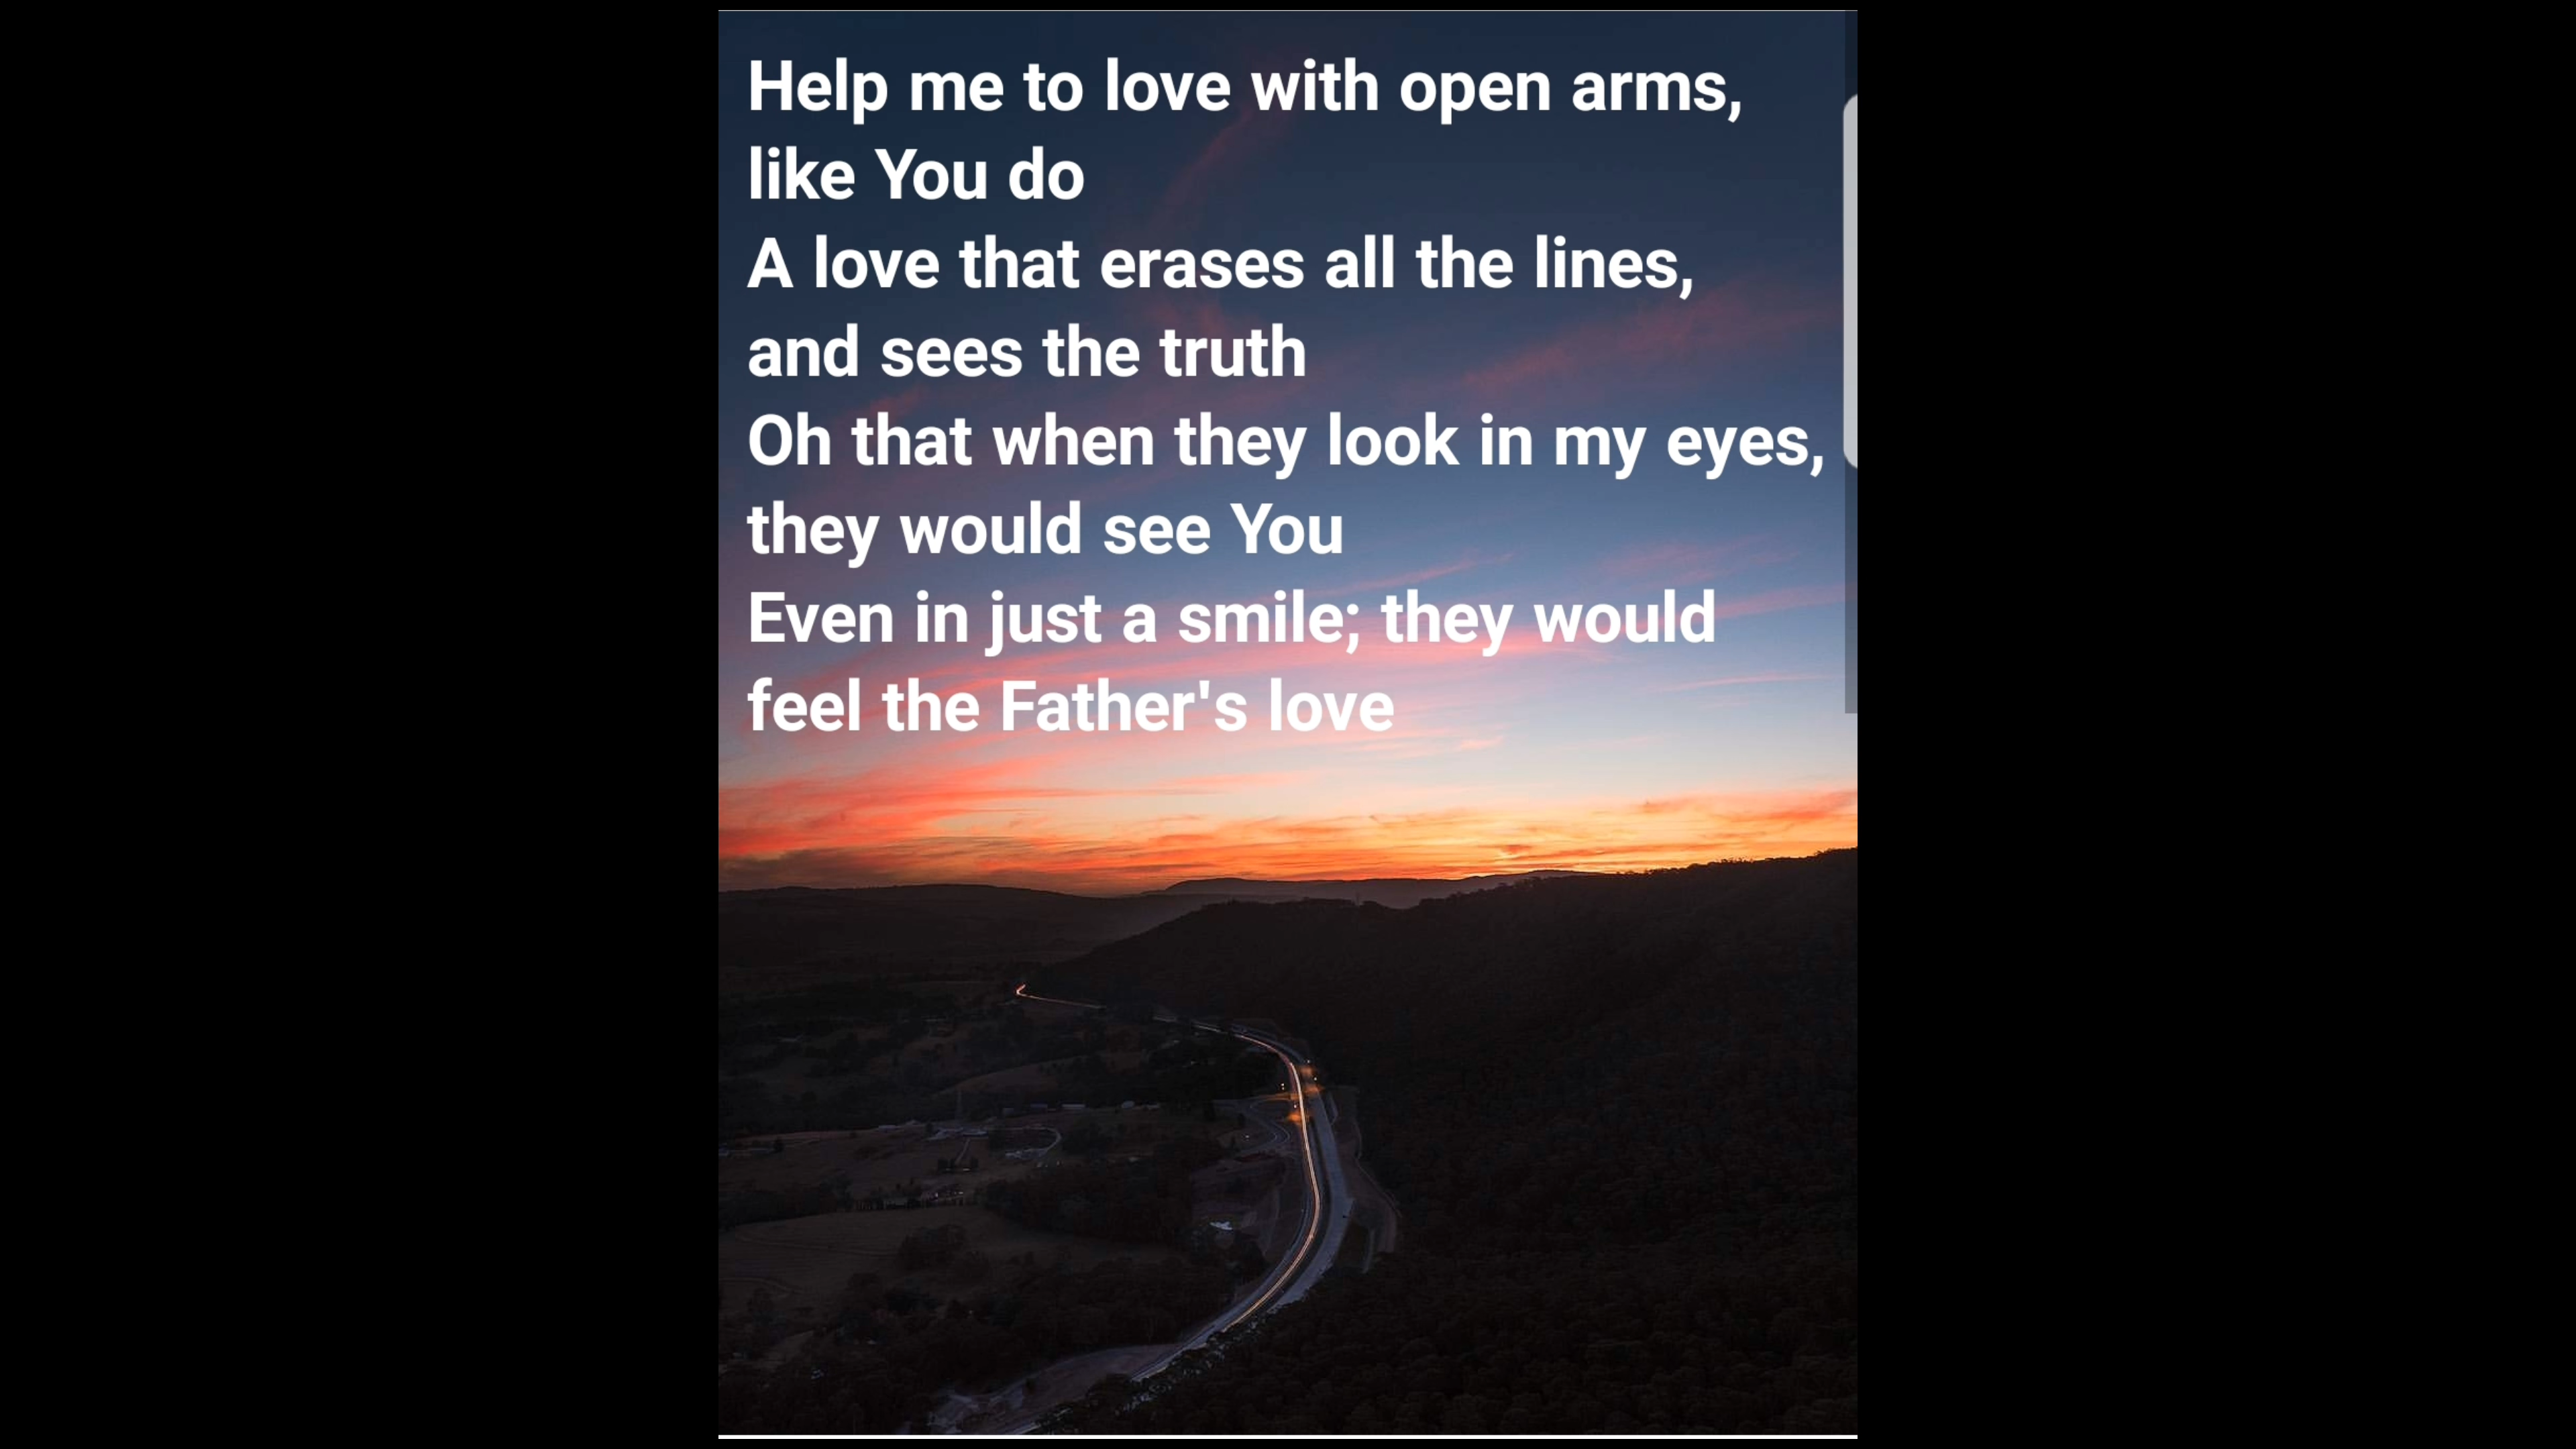 Help me to love with open arms,
like You do
A love that erases all the lines,
and sees the truth
Oh that when they look in my eyes,
they would see You
Even in just a smile; they would
feel the Father's love